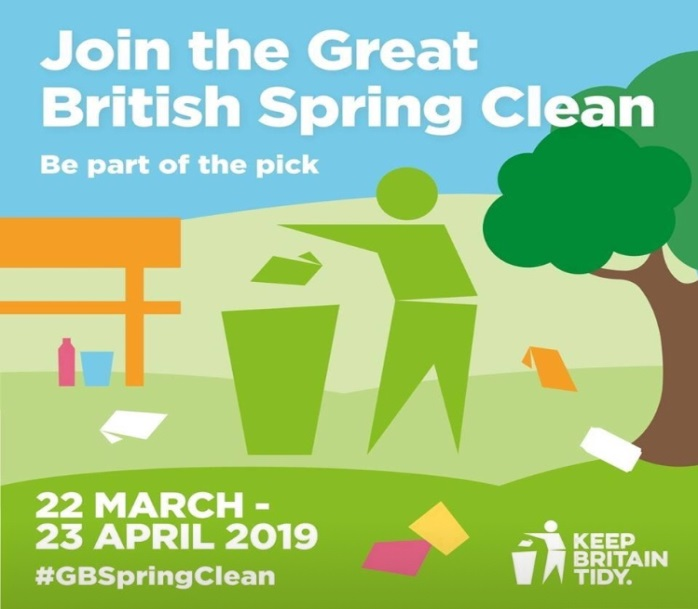 Join the Great
British Spring Clean
Be part of the pick
22 MARCH -
23 APRIL 2019
#GBSpringClean
KEEP
BRITAIN
TIDY.